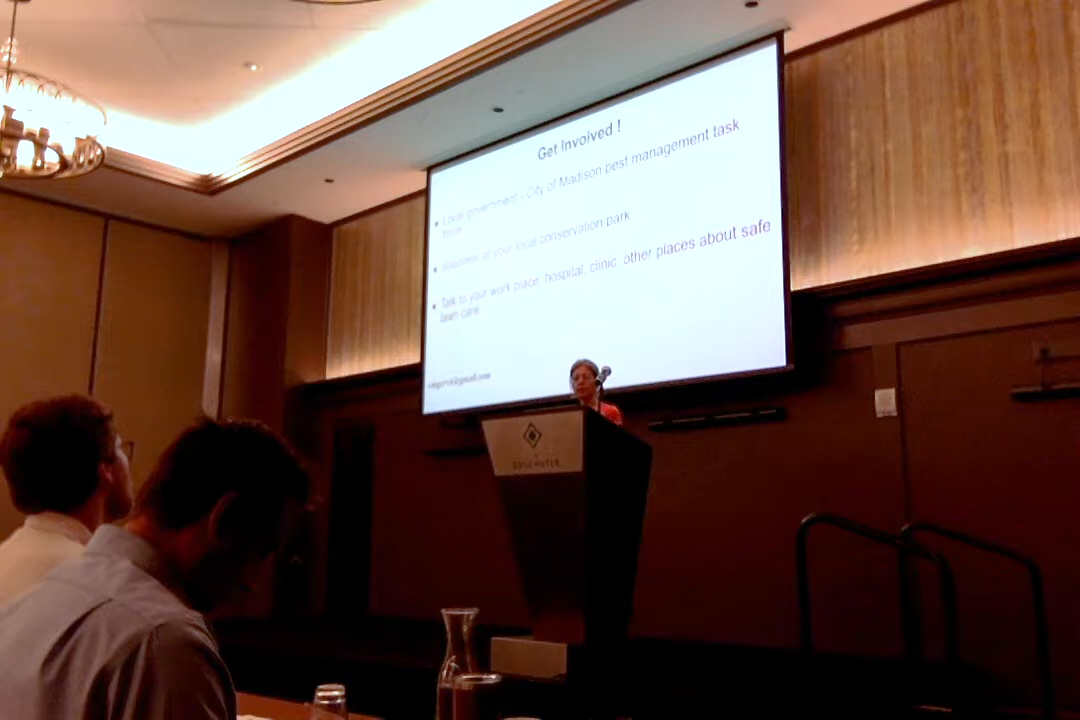 Get Involved !
Local government - City of Madison pest management task
force
Volunteer at your local conservation park
Talk to your work place, hospital, clinic, other places about safe
lawn care
EDGEWATER